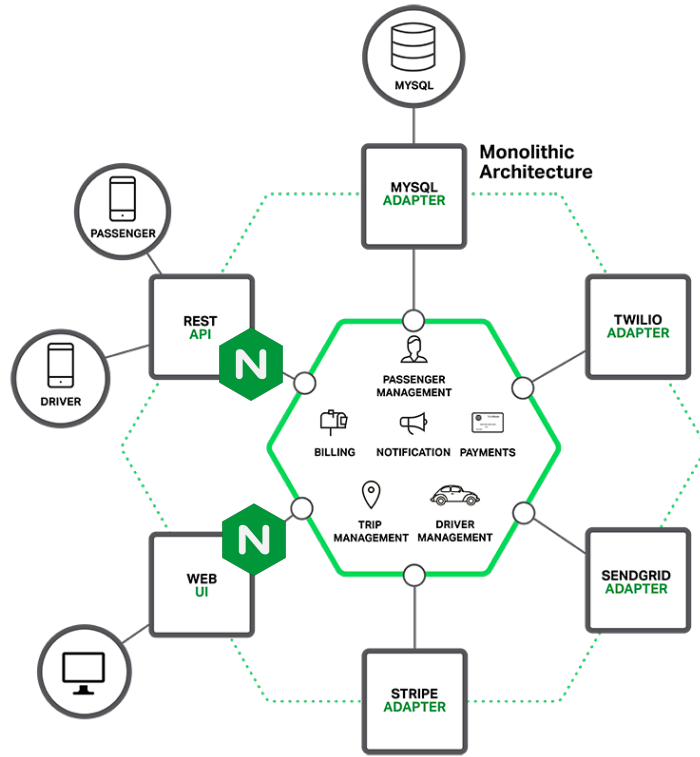 MYSQL
Monolithic
Architecture
MYSQL
ADAPTER
PASSENGER
REST
API
N
TWILIO
ADAPTER
DRIVER
PASSENGER
MANAGEMENT
BILLING
NOTIFICATION
PAYMENTS
TRIP
MANAGEMENT
DRIVER
MANAGEMENT
N
WEB
UI
SENDGRID
ADAPTER
STRIPE
ADAPTER